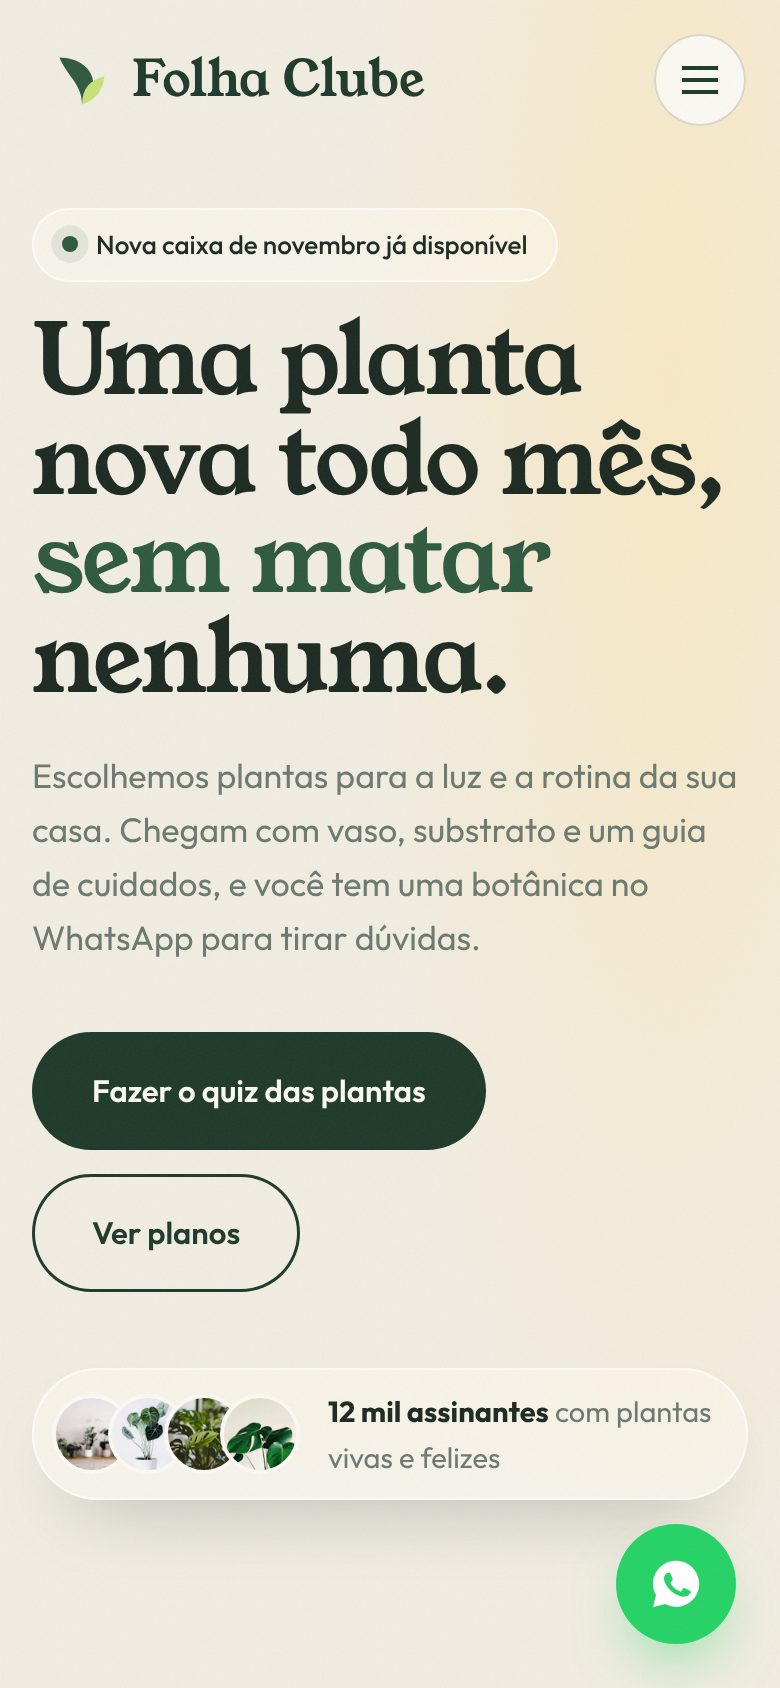 Folha Clube
Nova caixa de novembro já disponível
Uma planta
nova todo mês,
sem matar
nenhuma.
Escolhemos plantas para a luz e a rotina da sua
casa. Chegam com vaso, substrato e um guia
de cuidados, e você tem uma botânica no
WhatsApp para tirar dúvidas.
Fazer o quiz das plantas
Ver planos
12 mil assinantes com plantas
vivas e felizes